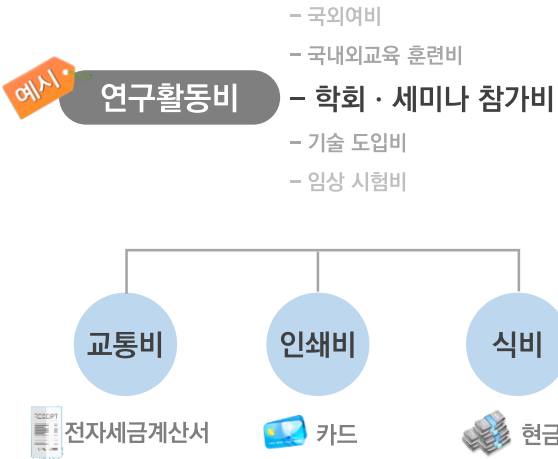 - 국외여비
- 국내외교육 훈련비
예시
연구활동비
- 학회 · 세미나 참가비
- 기술 도입비
- 임상 시험비
교통비
인쇄비
식비
RECEIPT
전자세금계산서
카드
현금